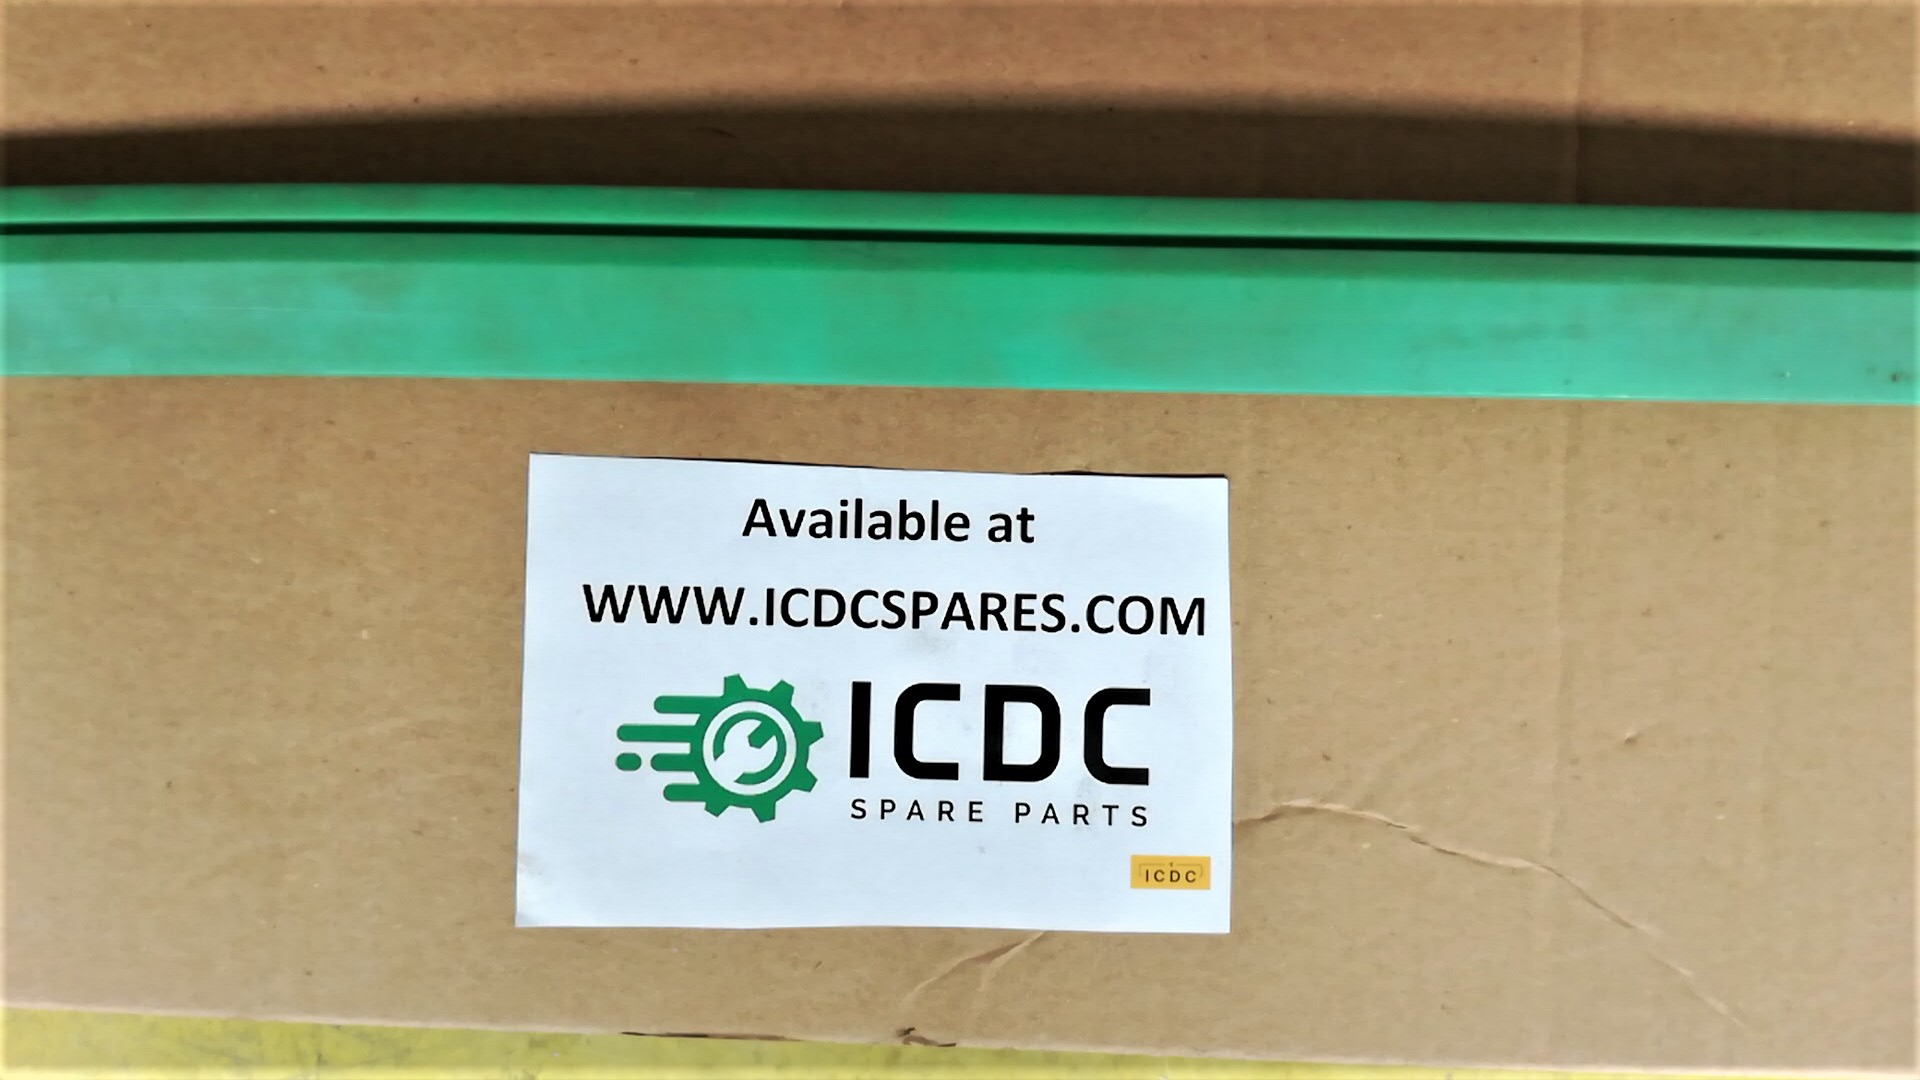 Available at
WWW.ICDCSPARES.COM
ICDC
SPARE PARTS
ICDC